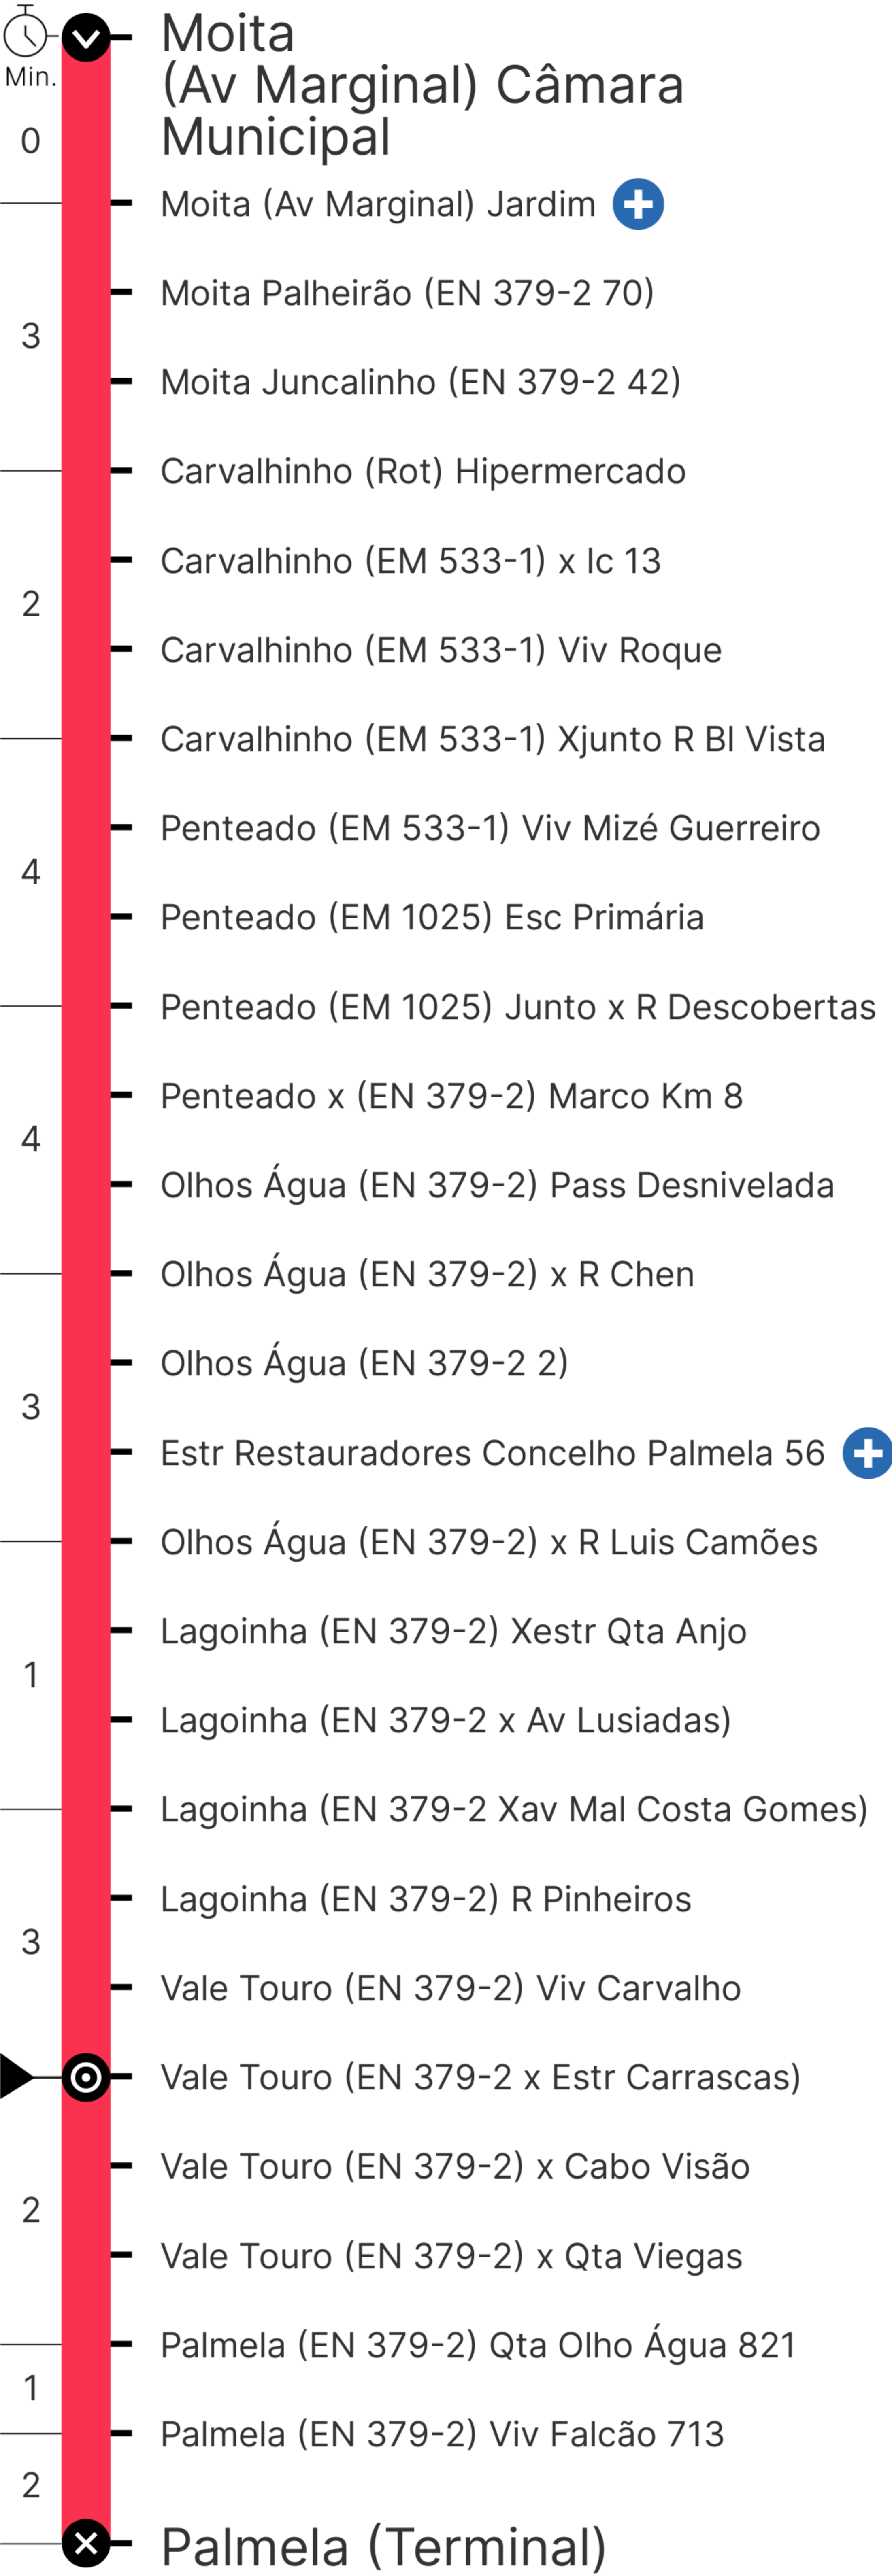 Moita
(Av Marginal) Câmara
Municipal
Min.
0
Moita (Av Marginal) Jardim
Moita Palheirão (EN 379-2 70)
3
Moita Juncalinho (EN 379-2 42)
Carvalhinho (Rot) Hipermercado
Carvalhinho (EM 533-1) x Ic 13
2
Carvalhinho (EM 533-1) Viv Roque
Carvalhinho (EM 533-1) Xjunto R Bl Vista
Penteado (EM 533-1) Viv Mizé Guerreiro
4
Penteado (EM 1025) Esc Primária
Penteado (EM 1025) Junto x R Descobertas
Penteado x (EN 379-2) Marco Km 8
4
Olhos Água (EN 379-2) Pass Desnivelada
Olhos Água (EN 379-2) x R Chen
Olhos Água (EN 379-2 2)
3
Estr Restauradores Concelho Palmela 56
Olhos Água (EN 379-2) x R Luis Camões
Lagoinha (EN 379-2) Xestr Qta Anjo
1
Lagoinha (EN 379-2 x Av Lusiadas)
Lagoinha (EN 379-2 Xav Mal Costa Gomes)
Lagoinha (EN 379-2) R Pinheiros
3
Vale Touro (EN 379-2) Viv Carvalho
Vale Touro (EN 379-2 x Estr Carrascas)
Vale Touro (EN 379-2) x Cabo Visão
2
Vale Touro (EN 379-2) x Qta Viegas
Palmela (EN 379-2) Qta Olho Água 821
1
Palmela (EN 379-2) Viv Falcão 713
2
Palmela (Terminal)